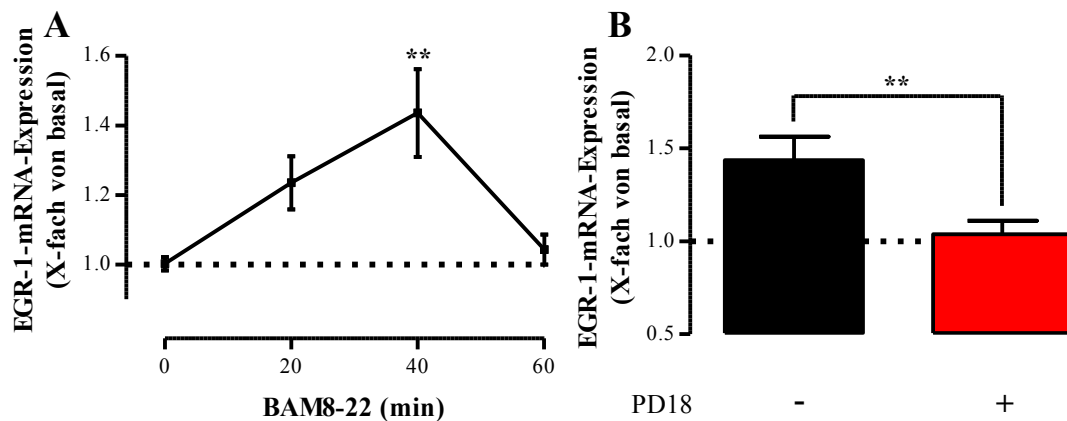 A
EGR-1-mRNA-Expression
(X-fach von basal)
1.6
1.4
1.2
1.0
**
0 20 40 60
BAM8-22 (min)
B
EGR-1-mRNA-Expression
(X-fach von basal)
2.0
1.5
1.0
0.5
**
PD18 - +